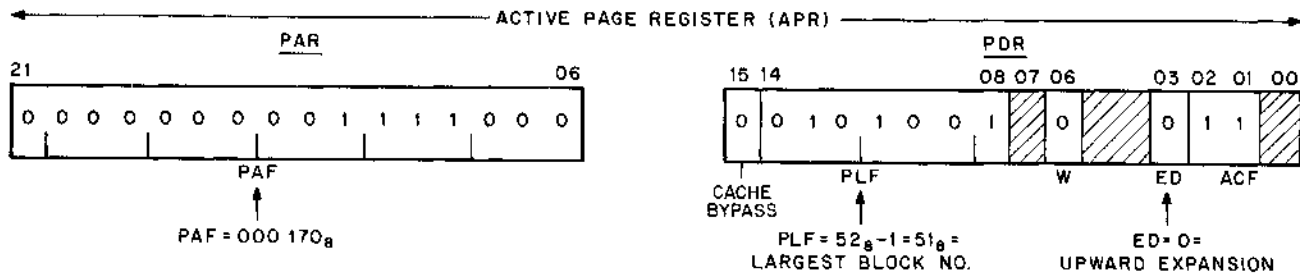 ACTIVE PAGE REGISTER (APR)
PAR
PDR
21 06
15 14 08 07 06 03 02 01 00
0 0 0 0 0 0 0 0 0 1 1 1 1 0 0 0
0 0 1 0 1 0 0 1 0 0 1 1
PAF
CACHE BYPASS
PLF
W
ED
ACF
PAF = 000 170₈
PLF = 52₈ – 1 = 51₈ =
LARGEST BLOCK NO.
ED = 0 =
UPWARD EXPANSION